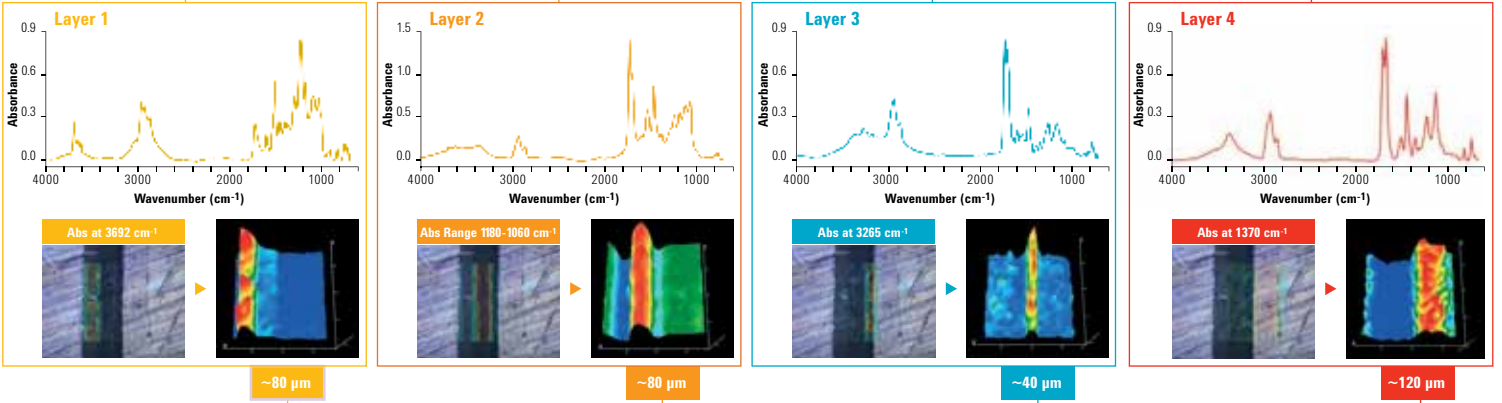 Layer 1
Absorbance
0.9
0.6
0.3
0.0
4000 3000 2000 1000
Wavenumber (cm-1)
Abs at 3692 cm-1
~80 µm
Layer 2
Absorbance
1.5
1.0
0.5
0.0
4000 3000 2000 1000
Wavenumber (cm-1)
Abs Range 1180-1060 cm-1
~80 µm
Layer 3
Absorbance
0.9
0.6
0.3
0.0
4000 3000 2000 1000
Wavenumber (cm-1)
Abs at 3265 cm-1
~40 µm
Layer 4
Absorbance
0.9
0.6
0.3
0.0
4000 3000 2000 1000
Wavenumber (cm-1)
Abs at 1370 cm-1
~120 µm